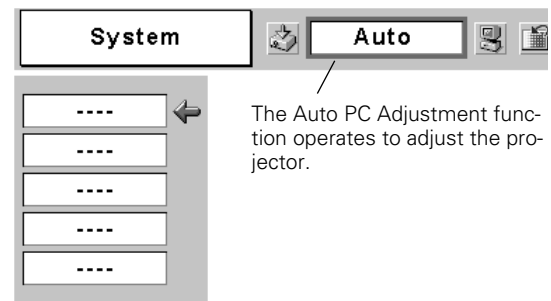 System
Auto
The Auto PC Adjustment func-
tion operates to adjust the pro-
jector.
----
----
----
----
----